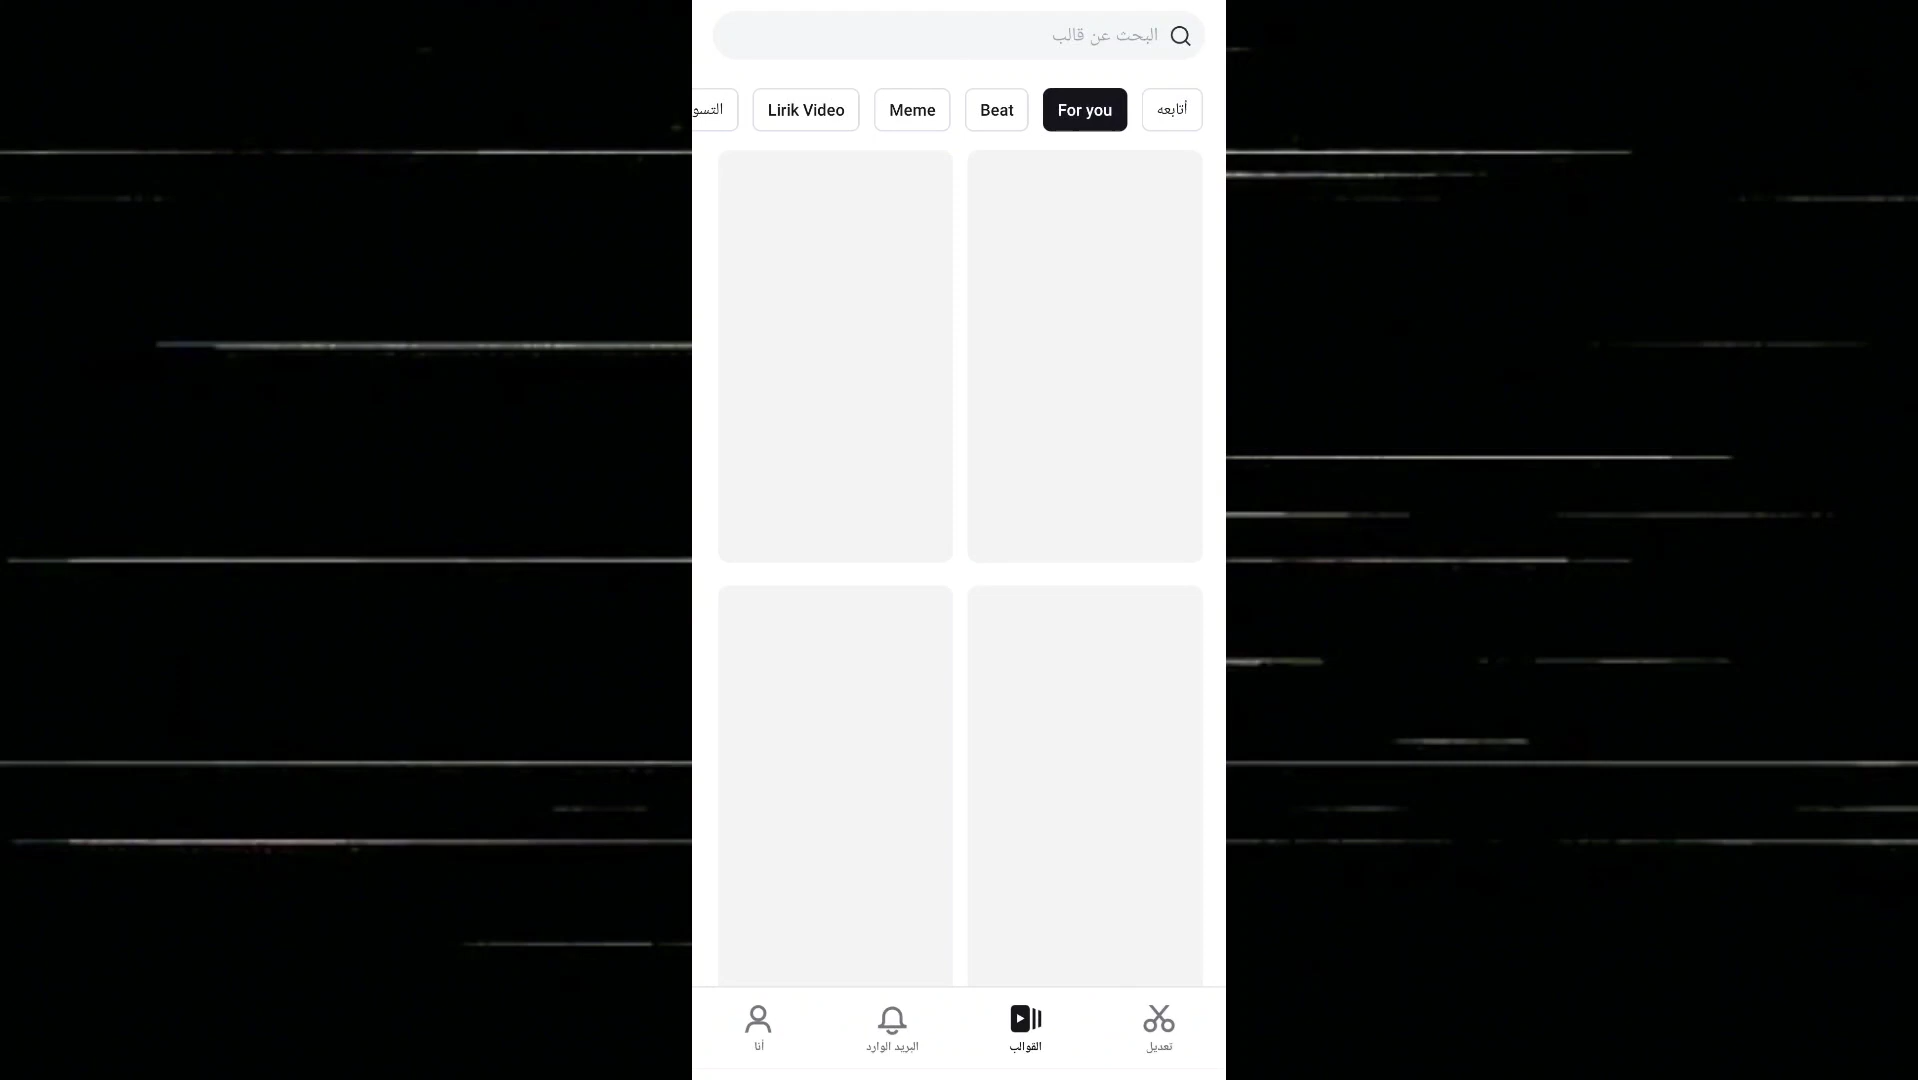 البحث عن قالب
أتابعه
For you
Beat
Meme
Lirik Video
تعديل
القوالب
البريد الوارد
أنا